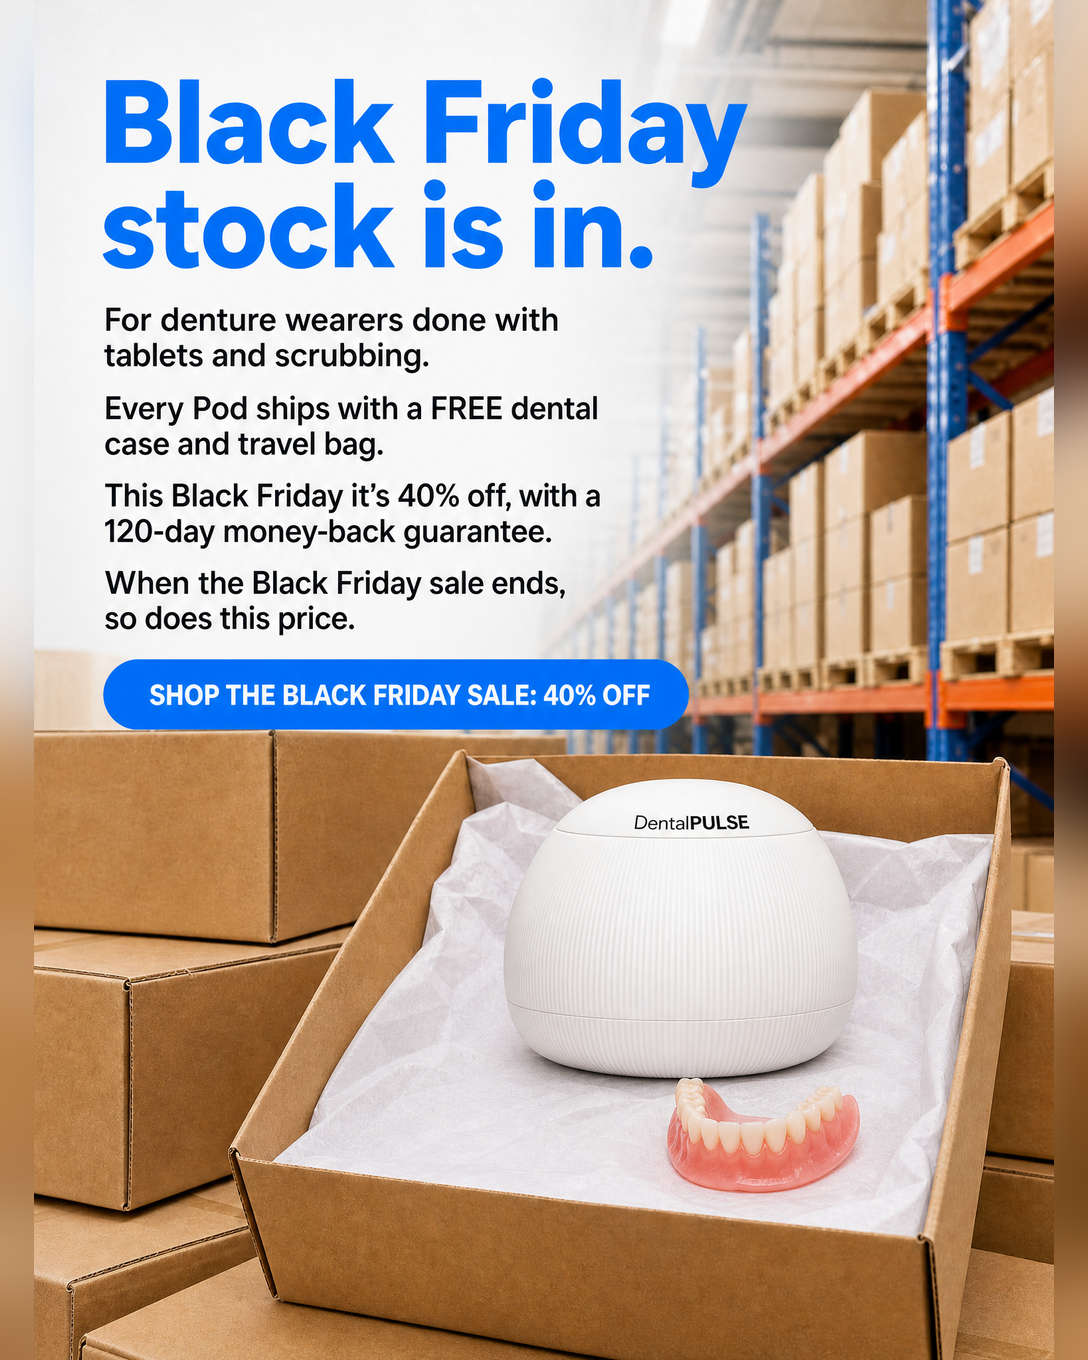 Black Friday
stock is in.
For denture wearers done with
tablets and scrubbing.
Every Pod ships with a FREE dental
case and travel bag.
This Black Friday it’s 40% off, with a
120-day money-back guarantee.
When the Black Friday sale ends,
so does this price.
SHOP THE BLACK FRIDAY SALE: 40% OFF
DentalPULSE